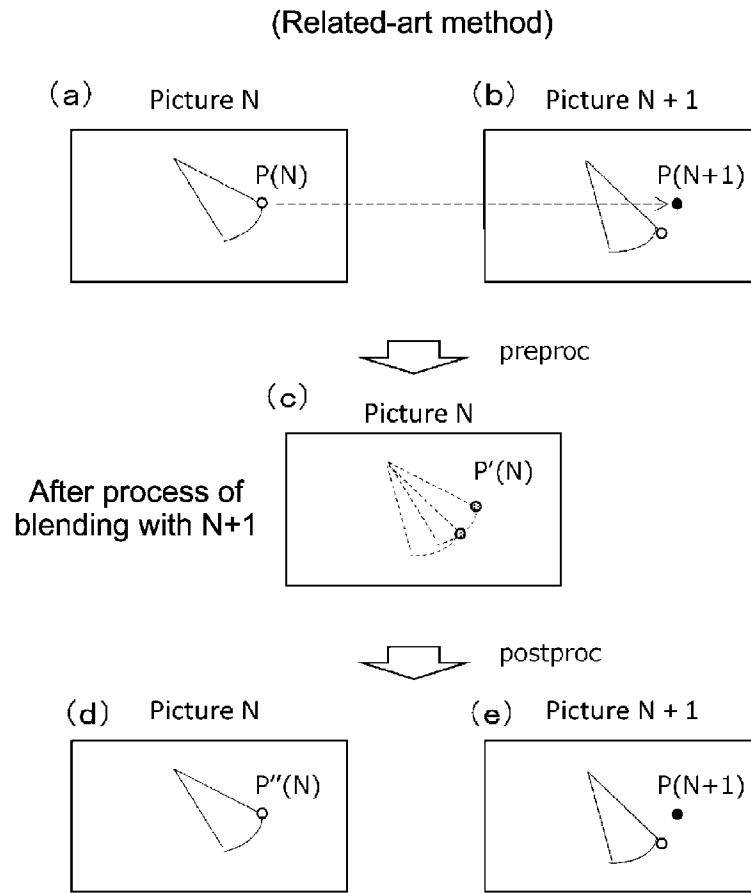 (Related-art method)
(a)
Picture N
P(N)
(b)
Picture N + 1
P(N+1)
preproc
(c)
Picture N
P'(N)
After process of
blending with N+1
postproc
(d)
Picture N
P''(N)
(e)
Picture N + 1
P(N+1)